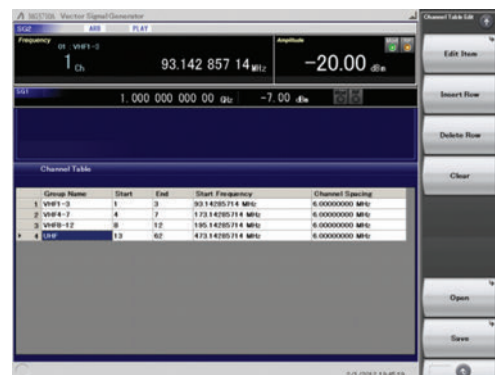 MG3710A Vector Signal Generator
SG2 ARB PLAY
Frequency
01 : VHF1-3
1 Ch
93.142 857 14 MHz
Amplitude
-20.00 dBm
SG1
1. 000 000 000 00 GHz -7. 00 dBm
Channel Table
Group Name Start End Start Frequency Channel Spacing
1 VHF1-3 1 3 93.14285714 MHz 6.00000000 MHz
2 VHF4-7 4 7 173.14285714 MHz 6.00000000 MHz
3 VHF8-12 8 12 195.14285714 MHz 6.00000000 MHz
4 UHF 13 62 473.14285714 MHz 6.00000000 MHz
Channel Table Edit
Edit Item
Insert Row
Delete Row
Clear
Open
Save